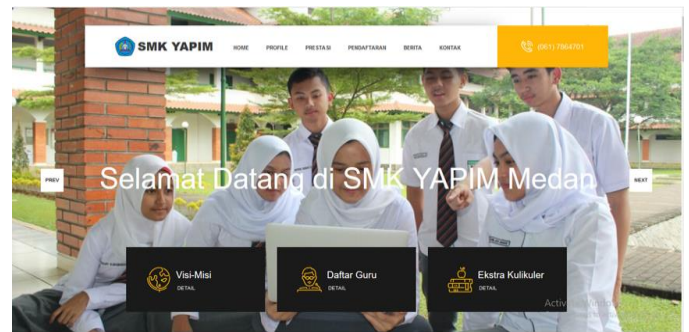 SMK YAPIM
HOME PROFILE PRESTASI PENDAFTARAN BERITA KONTAK
(061) 7864701
PREV
Selamat Datang di SMK YAPIM Medan
NEXT
Visi-Misi
DETAIL
Daftar Guru
DETAIL
Ekstra Kulikuler
DETAIL